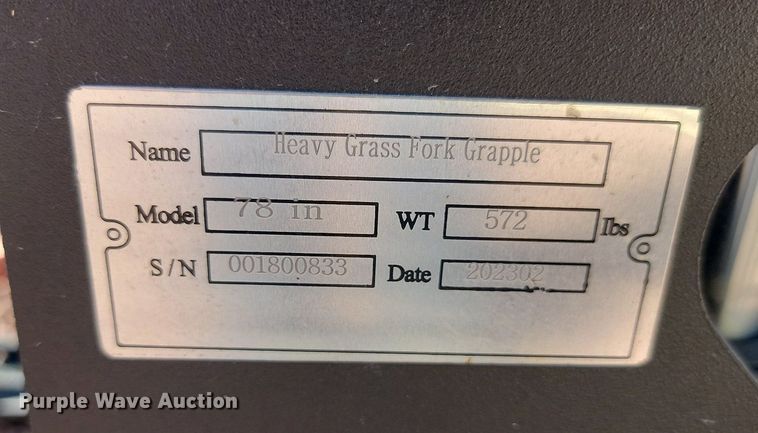 Name Heavy Grass Fork Grapple
Model 78 in WT 572 lbs
S/N 001800833 Date 202302
Purple Wave Auction